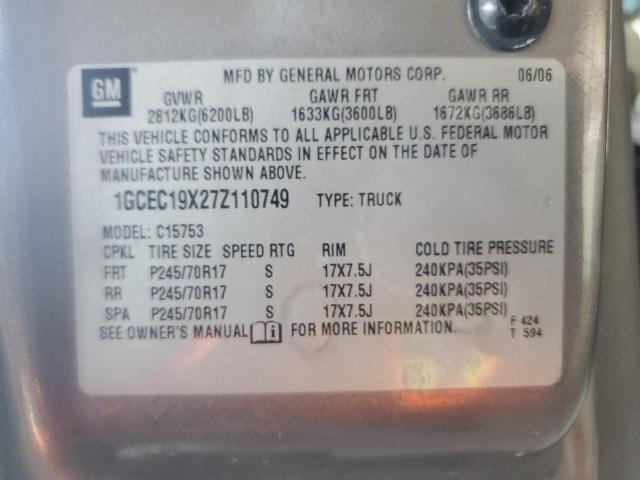 GM MFD BY GENERAL MOTORS CORP. 06/06
GVWR GAWR FRT GAWR RR
2812KG(6200LB) 1633KG(3600LB) 1672KG(3686LB)
THIS VEHICLE CONFORMS TO ALL APPLICABLE U.S. FEDERAL MOTOR
VEHICLE SAFETY STANDARDS IN EFFECT ON THE DATE OF
MANUFACTURE SHOWN ABOVE.
1GCEC19X27Z110749 TYPE: TRUCK
MODEL: C15753
CPKL TIRE SIZE SPEED RTG RIM COLD TIRE PRESSURE
FRT P245/70R17 S 17X7.5J 240KPA(35PSI)
RR P245/70R17 S 17X7.5J 240KPA(35PSI)
SPA P245/70R17 S 17X7.5J 240KPA(35PSI)
SEE OWNER'S MANUAL i FOR MORE INFORMATION. F 424
T 594